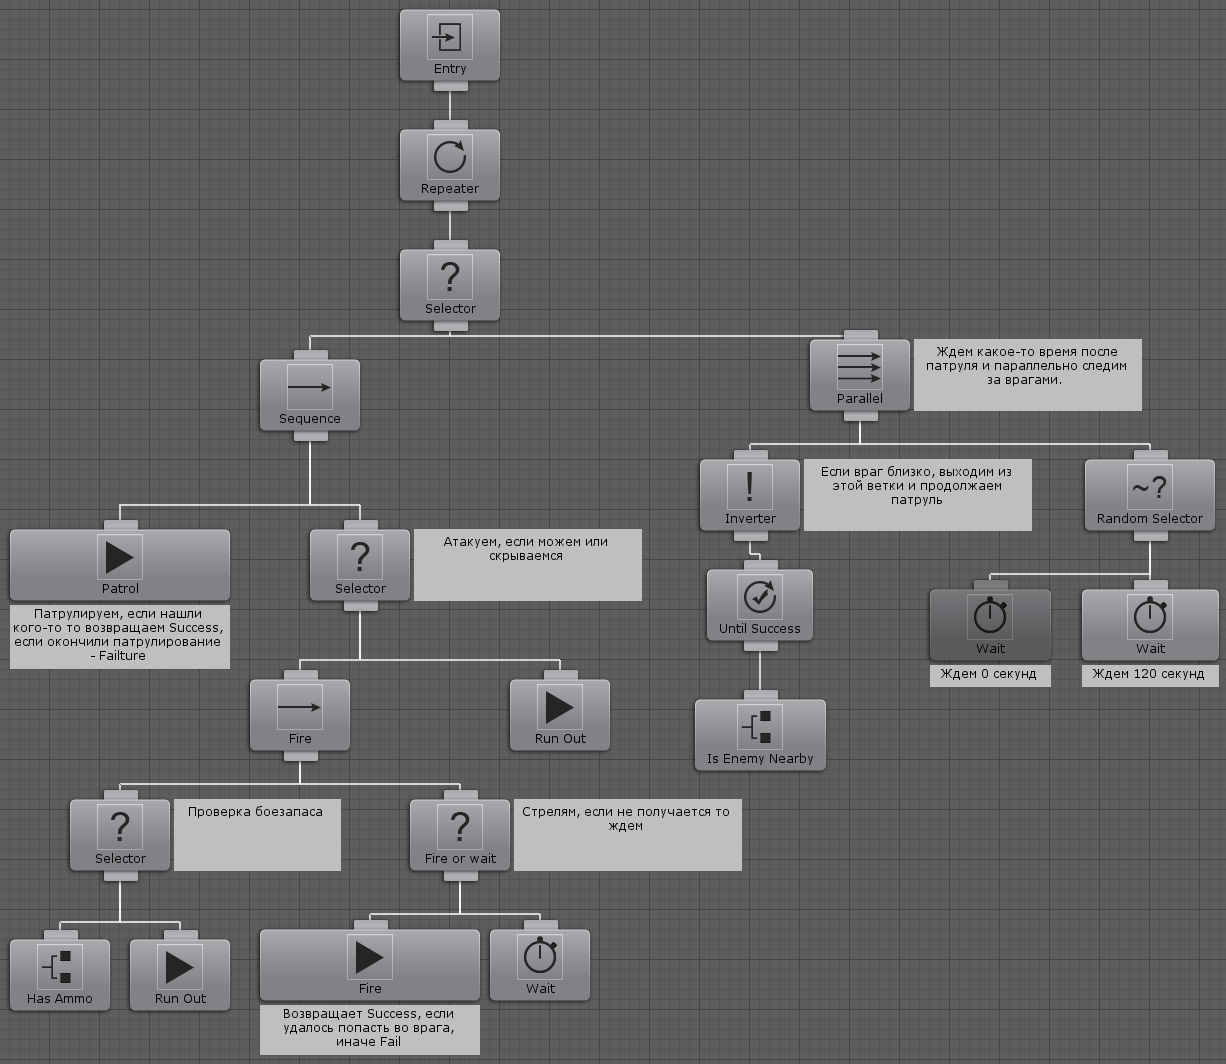 Entry
Repeater
?
Selector
Sequence
Parallel
Ждем какое-то время после
патруля и параллельно следим
за врагами.
!
Inverter
Если враг близко, выходим из
этой ветки и продолжаем
патруль
~?
Random Selector
Patrol
Патрулируем, если нашли
кого-то то возвращаем Success,
если окончили патрулирование
- Failture
?
Selector
Атакуем, если можем или
скрываемся
Until Success
Wait
Ждем 0 секунд
Wait
Ждем 120 секунд
Fire
Run Out
Is Enemy Nearby
?
Selector
Проверка боезапаса
?
Fire or wait
Стрелям, если не получается то
ждем
Has Ammo
Run Out
Fire
Возвращает Success, если
удалось попасть во врага,
иначе Fail
Wait